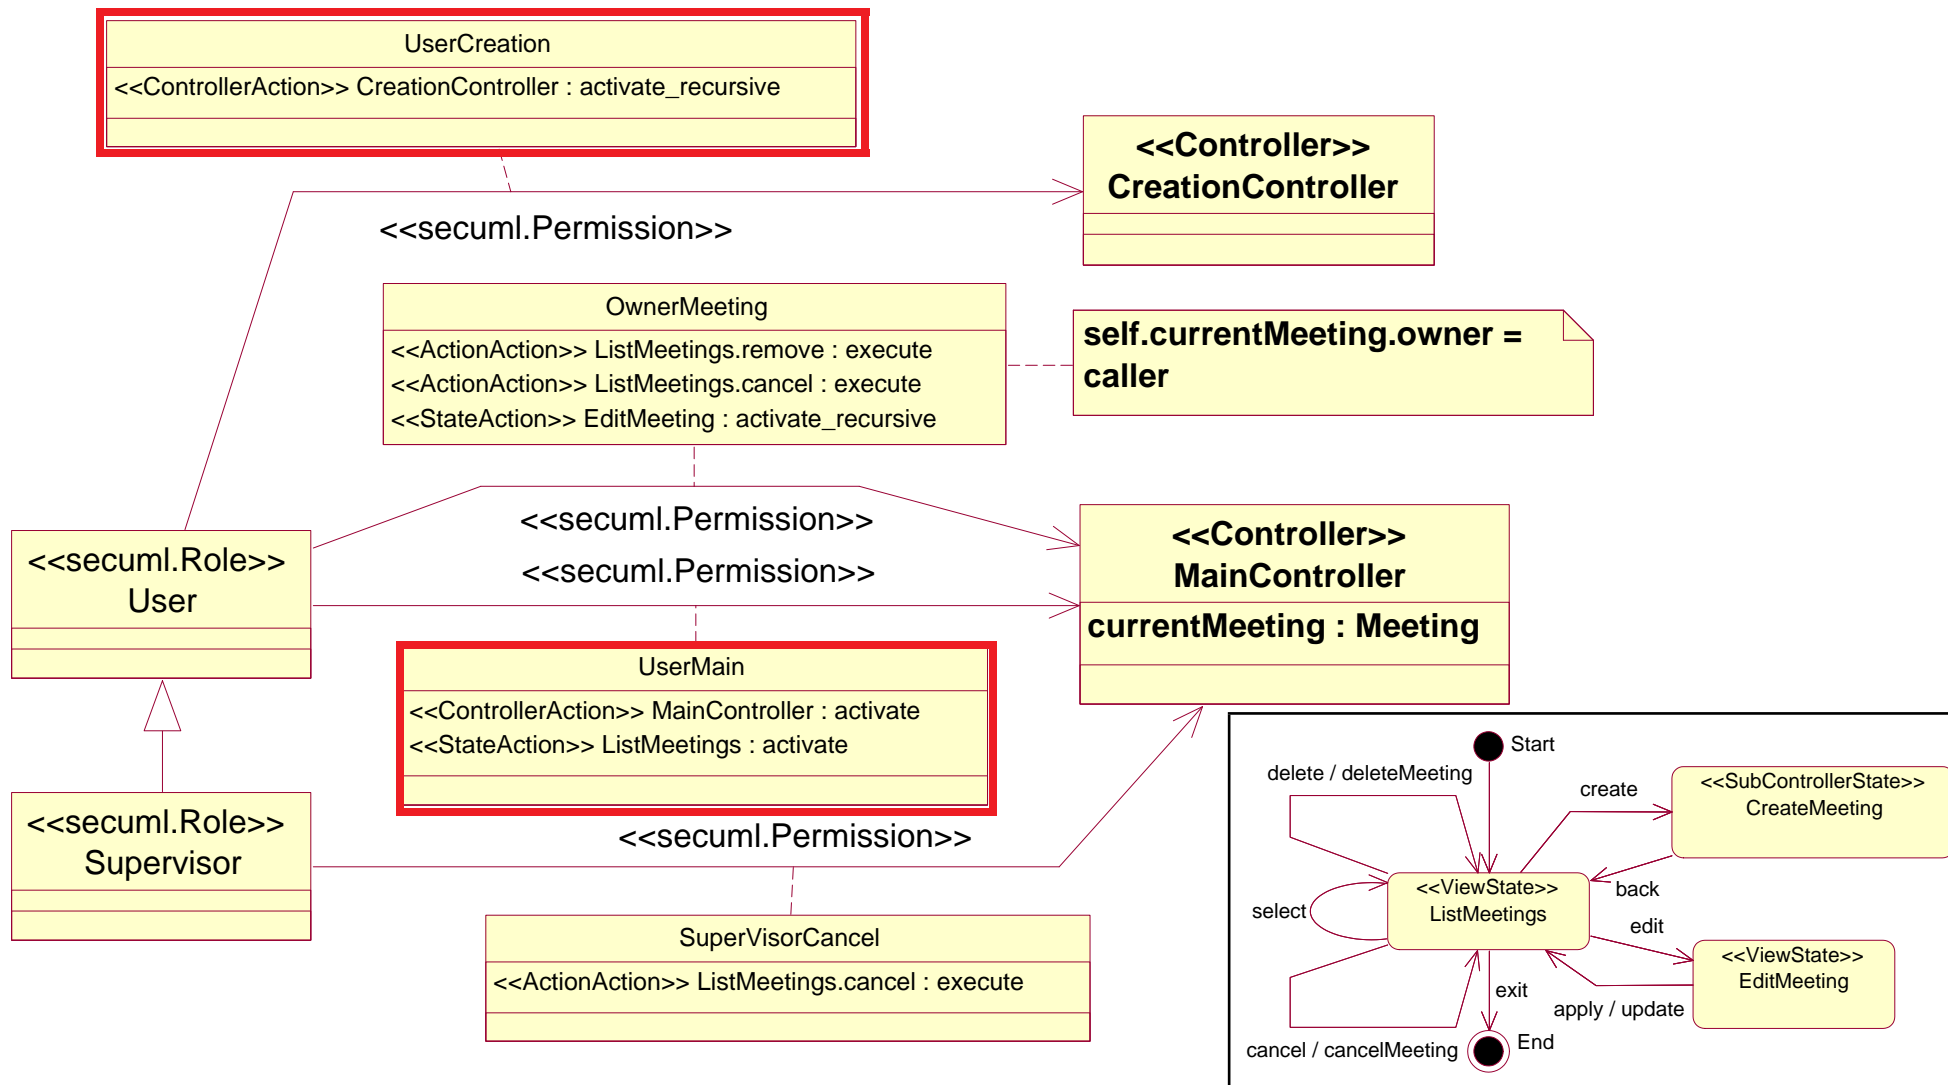 UserCreation
<<ControllerAction>> CreationController : activate_recursive
<<Controller>>
CreationController
<<secuml.Permission>>
OwnerMeeting
<<ActionAction>> ListMeetings.remove : execute
<<ActionAction>> ListMeetings.cancel : execute
<<StateAction>> EditMeeting : activate_recursive
self.currentMeeting.owner =
caller
<<secuml.Permission>>
<<secuml.Permission>>
<<secuml.Role>>
User
<<Controller>>
MainController
currentMeeting : Meeting
UserMain
<<ControllerAction>> MainController : activate
<<StateAction>> ListMeetings : activate
<<secuml.Role>>
Supervisor
<<secuml.Permission>>
SuperVisorCancel
<<ActionAction>> ListMeetings.cancel : execute
Start
delete / deleteMeeting
create
<<SubControllerState>>
CreateMeeting
<<ViewState>>
ListMeetings
back
select
edit
<<ViewState>>
EditMeeting
exit
apply / update
cancel / cancelMeeting
End